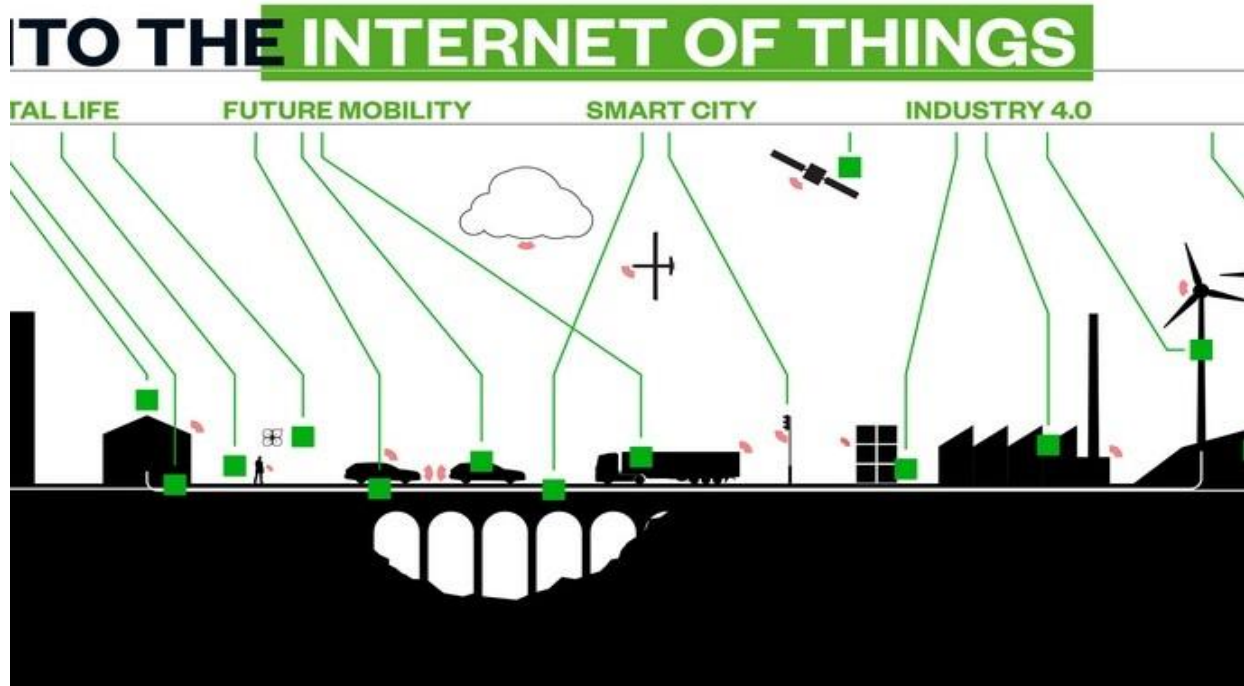 TO THE INTERNET OF THINGS
TAL LIFE FUTURE MOBILITY SMART CITY INDUSTRY 4.0